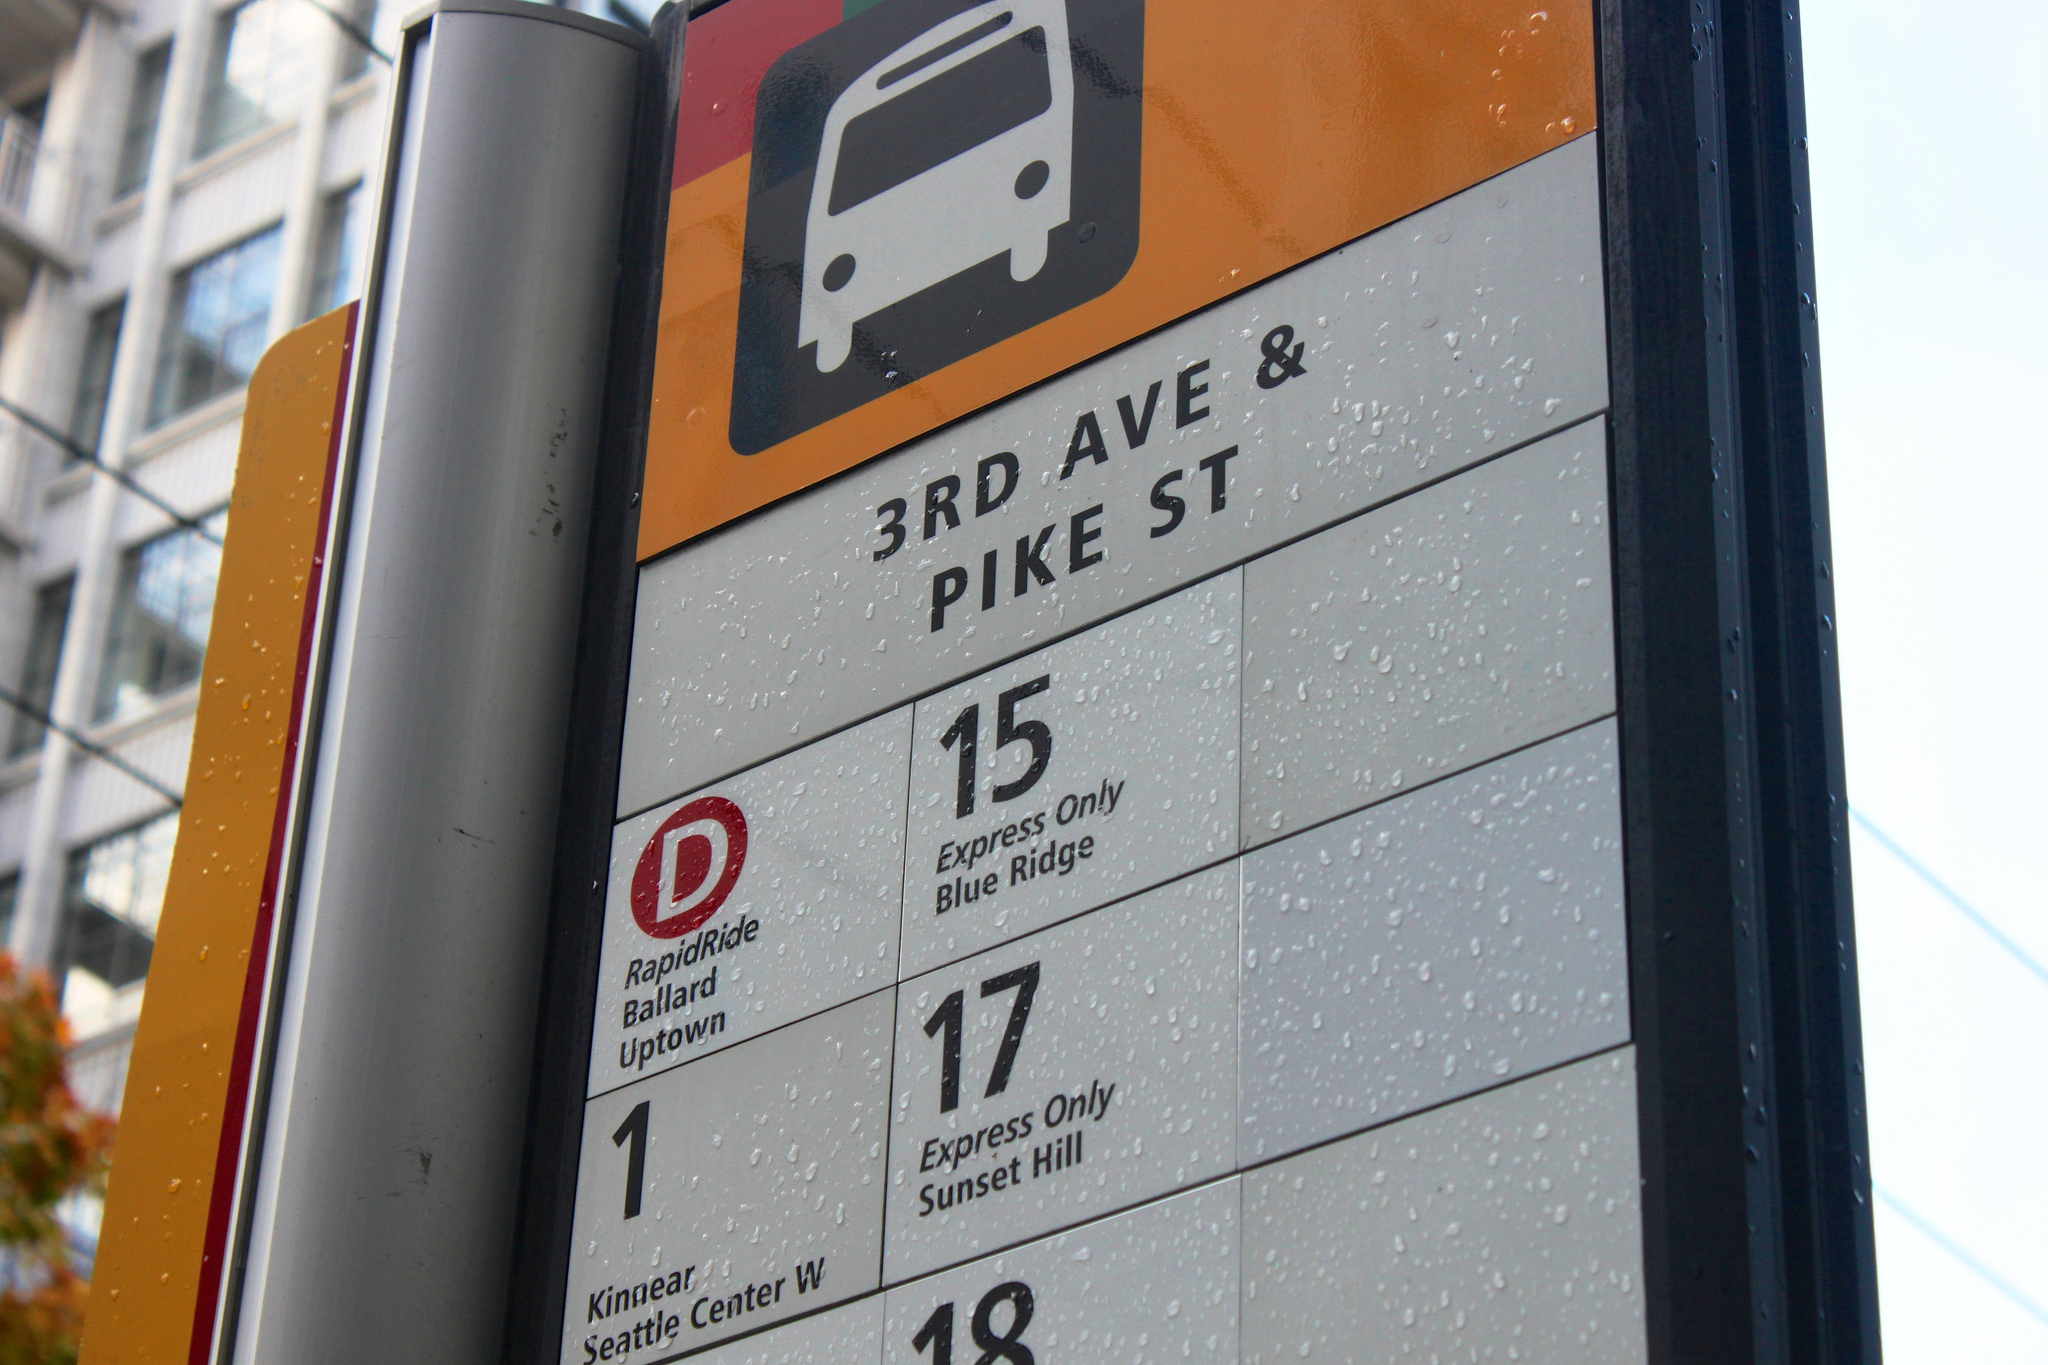 3RD AVE &
PIKE ST
D
RapidRide
Ballard
Uptown
15
Express Only
Blue Ridge
1
Kinnear
Seattle Center W
17
Express Only
Sunset Hill
18